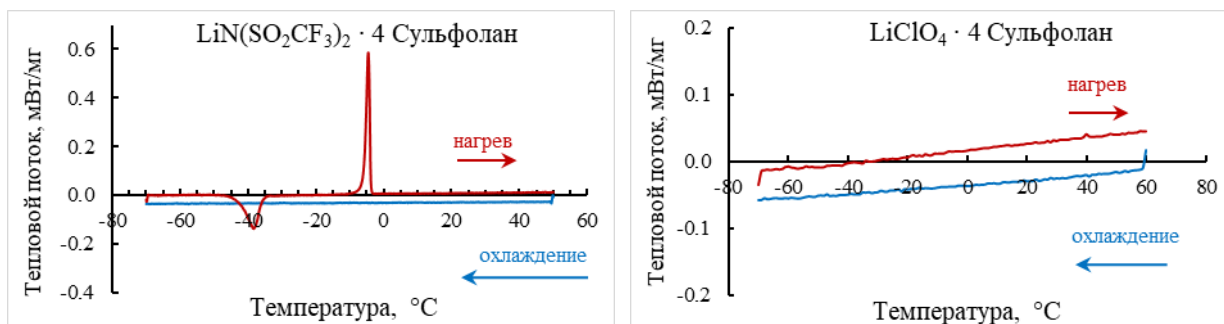 LiN(SO2CF3)2 · 4 Сульфолан
Тепловой поток, мВт/мг
0.6
0.4
0.2
0.0
-0.2
-0.4
-80 -60 -40 -20 0 20 40 60
нагрев
охлаждение
Температура, °C
LiClO4 · 4 Сульфолан
Тепловой поток, мВт/мг
0.2
0.1
0.0
-0.1
-0.2
-80 -60 -40 -20 0 20 40 60 80
нагрев
охлаждение
Температура, °C